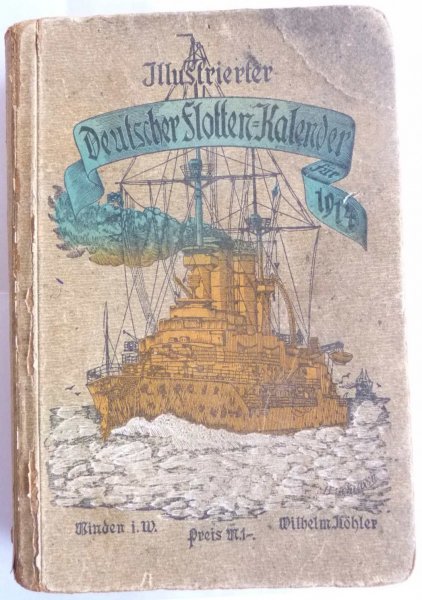 Illustrierter
Deutscher Flotten=Kalender
für
1914
Minden i. W.
Preis M. 1-.
Wilhelm Köhler